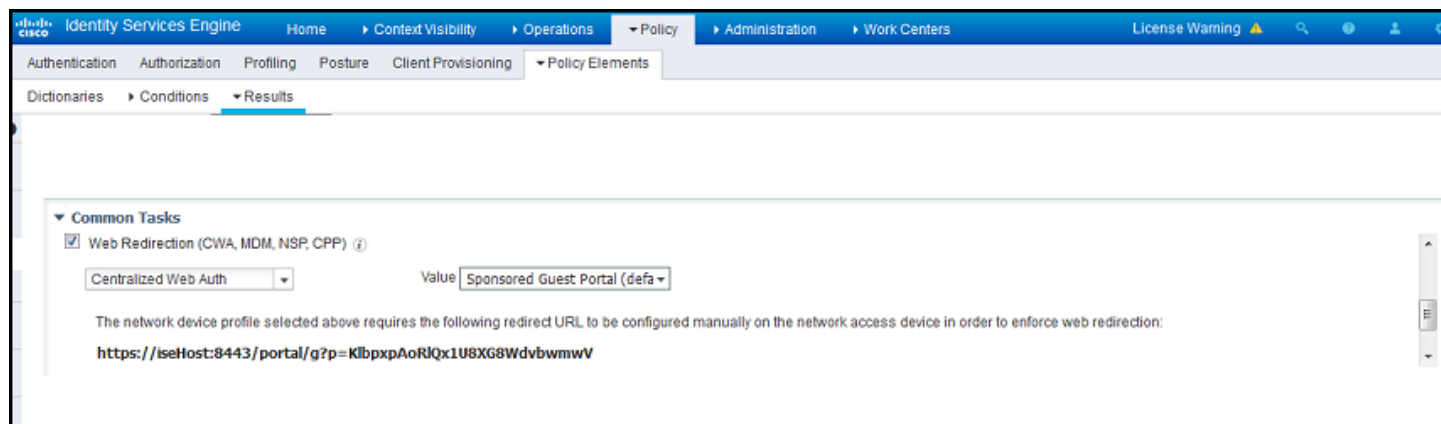 cisco Identity Services Engine Home Context Visibility Operations Policy Administration Work Centers License Warning
Authentication Authorization Profiling Posture Client Provisioning Policy Elements
Dictionaries Conditions Results
Common Tasks
Web Redirection (CWA, MDM, NSP, CPP) i
Centralized Web Auth Value Sponsored Guest Portal (defa
The network device profile selected above requires the following redirect URL to be configured manually on the network access device in order to enforce web redirection:
https://iseHost:8443/portal/g?p=KlbpxpAoRlQx1U8XG8WdvbwmwV